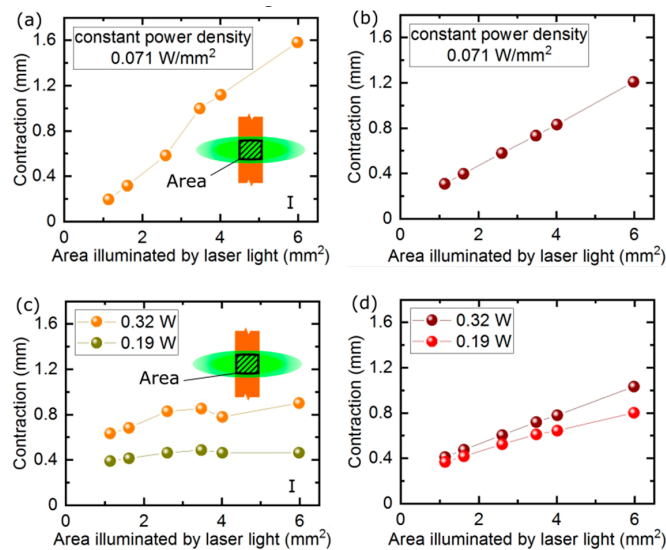 (a)
constant power density
0.071 W/mm²
Contraction (mm)
1.6
1.2
0.8
0.4
0
0
2
4
6
Area
I
Area illuminated by laser light (mm²)
(b)
constant power density
0.071 W/mm²
Contraction (mm)
1.6
1.2
0.8
0.4
0
0
2
4
6
Area illuminated by laser light (mm²)
(c)
0.32 W
0.19 W
Contraction (mm)
1.6
1.2
0.8
0.4
0
0
2
4
6
Area
I
Area illuminated by laser light (mm²)
(d)
0.32 W
0.19 W
Contraction (mm)
1.6
1.2
0.8
0.4
0
0
2
4
6
Area illuminated by laser light (mm²)